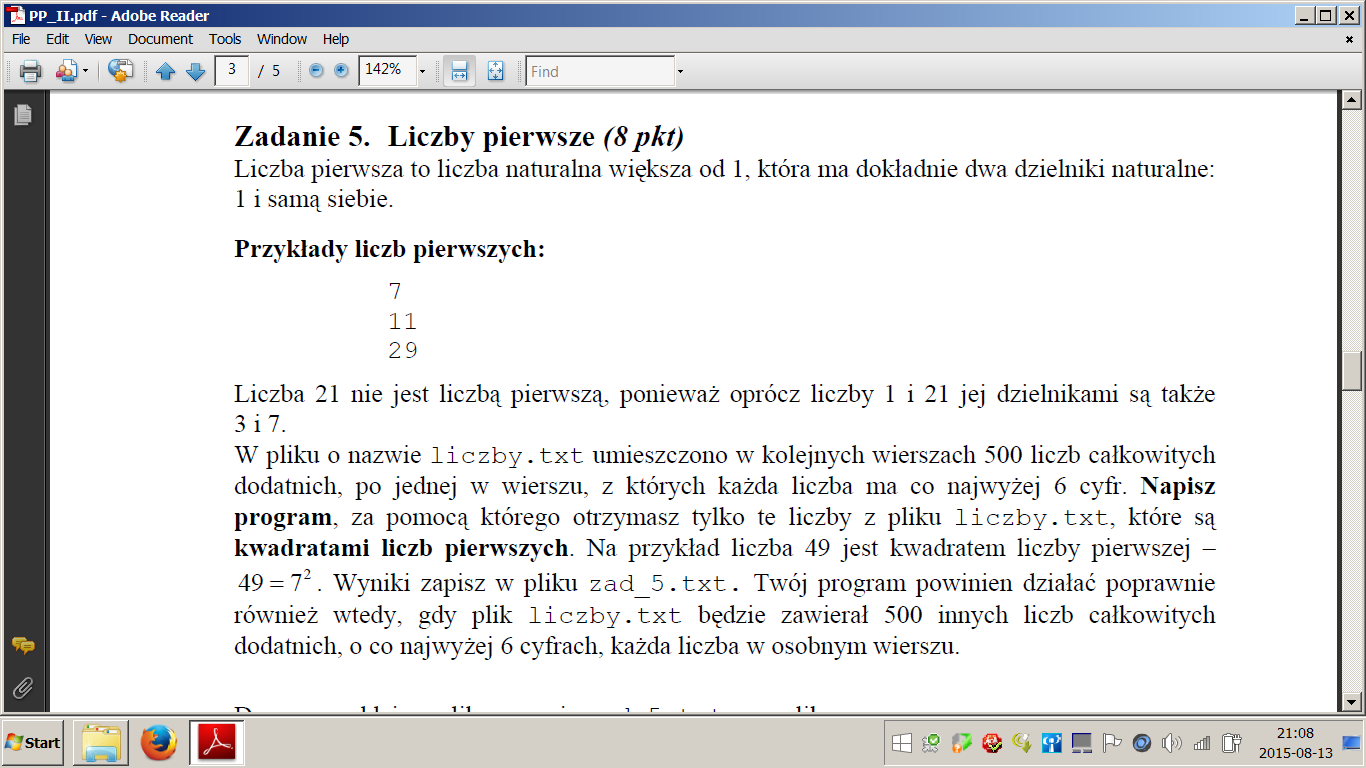 PP_II.pdf - Adobe Reader
File Edit View Document Tools Window Help
3 / 5 142% Find
Zadanie 5. Liczby pierwsze (8 pkt)
Liczba pierwsza to liczba naturalna większa od 1, która ma dokładnie dwa dzielniki naturalne:
1 i samą siebie.
Przykłady liczb pierwszych:
7
11
29
Liczba 21 nie jest liczbą pierwszą, ponieważ oprócz liczby 1 i 21 jej dzielnikami są także
3 i 7.
W pliku o nazwie liczby.txt umieszczono w kolejnych wierszach 500 liczb całkowitych
dodatnich, po jednej w wierszu, z których każda liczba ma co najwyżej 6 cyfr. Napisz
program, za pomocą którego otrzymasz tylko te liczby z pliku liczby.txt, które są
kwadratami liczb pierwszych. Na przykład liczba 49 jest kwadratem liczby pierwszej –
49 = 7². Wyniki zapisz w pliku zad_5.txt. Twój program powinien działać poprawnie
również wtedy, gdy plik liczby.txt będzie zawierał 500 innych liczb całkowitych
dodatnich, o co najwyżej 6 cyfrach, każda liczba w osobnym wierszu.
Start
21:08
2015-08-13